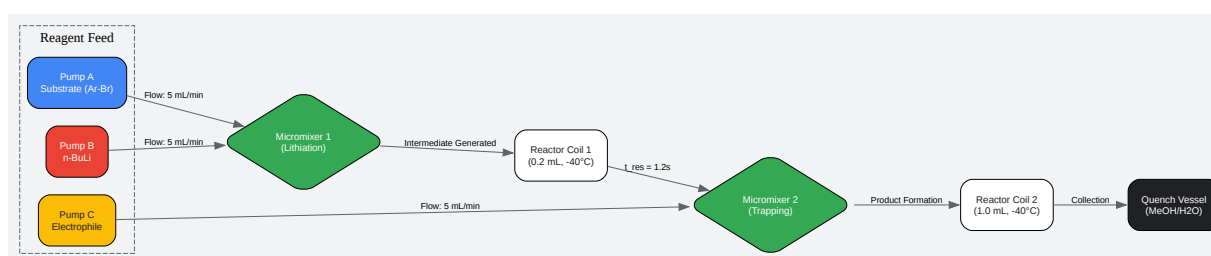 Reagent Feed
Pump A
Substrate (Ar-Br)
Flow: 5 mL/min
Pump B
n-BuLi
Flow: 5 mL/min
Pump C
Electrophile
Flow: 5 mL/min
Micromixer 1
(Lithiation)
Intermediate Generated
Reactor Coil 1
(0.2 mL, -40°C)
t_res = 1.2s
Micromixer 2
(Trapping)
Product Formation
Reactor Coil 2
(1.0 mL, -40°C)
Collection
Quench Vessel
(MeOH/H2O)